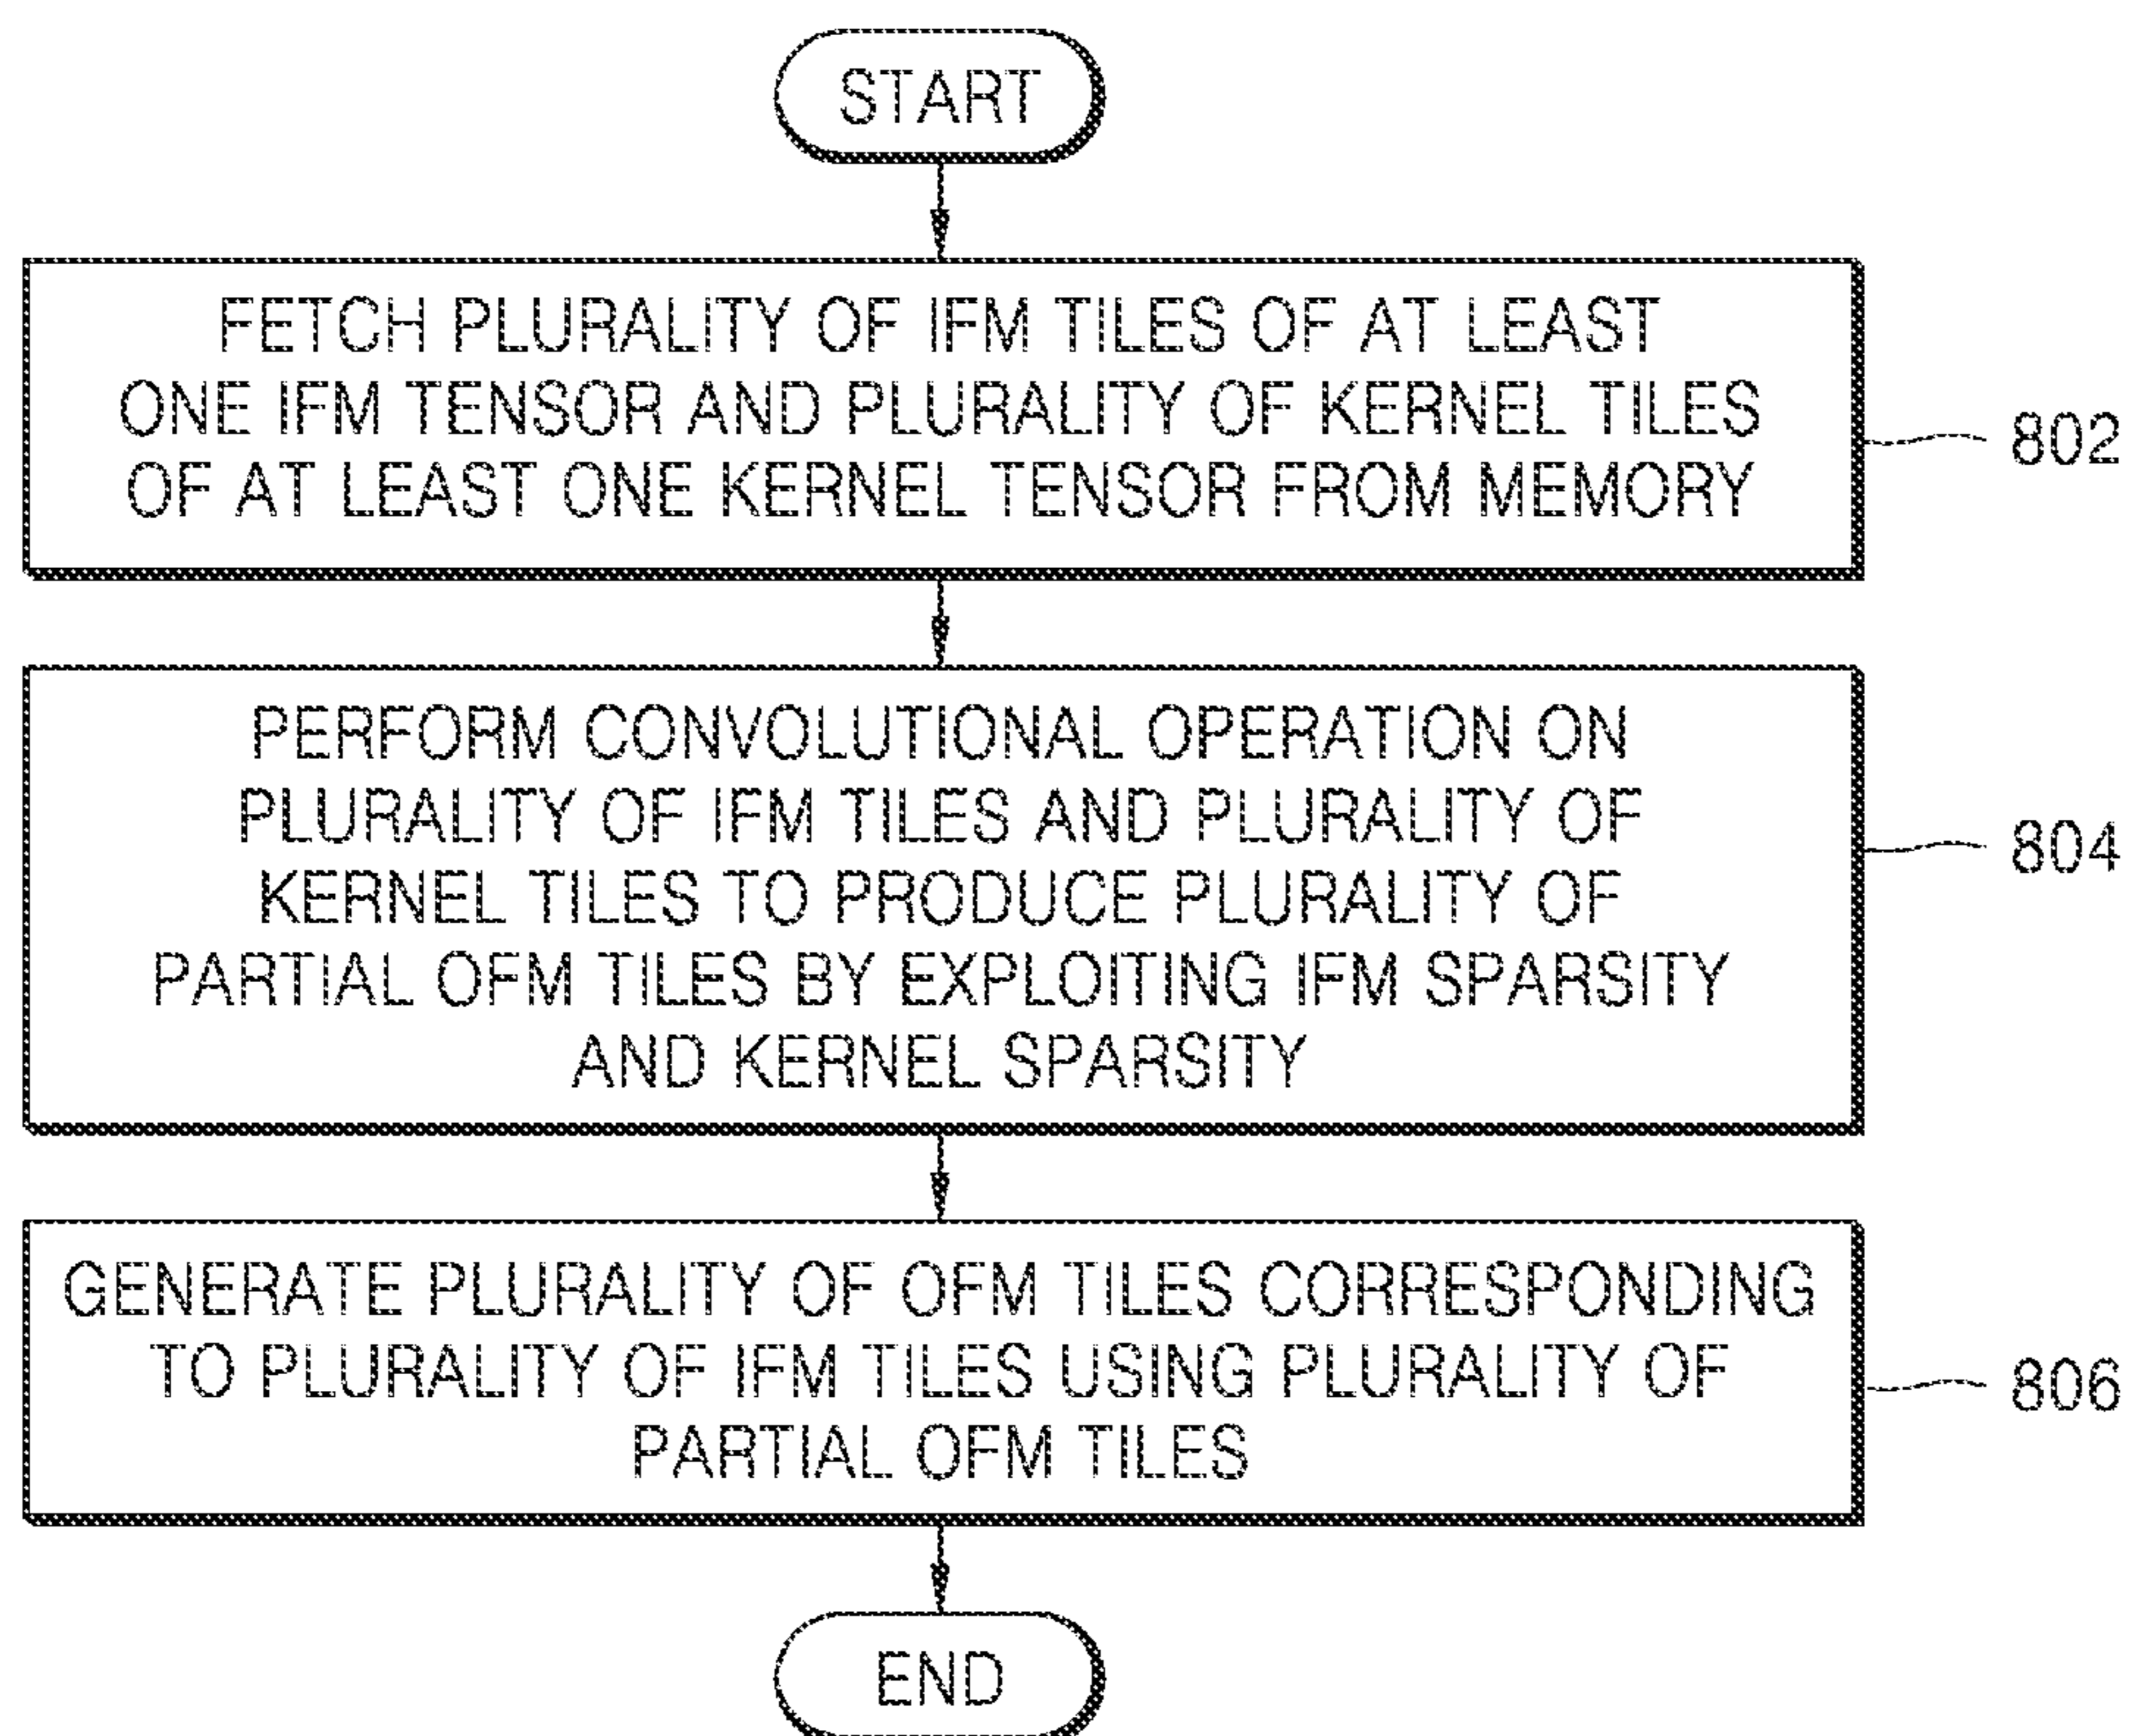 START
FETCH PLURALITY OF IFM TILES OF AT LEAST
ONE IFM TENSOR AND PLURALITY OF KERNEL TILES
OF AT LEAST ONE KERNEL TENSOR FROM MEMORY
802
PERFORM CONVOLUTIONAL OPERATION ON
PLURALITY OF IFM TILES AND PLURALITY OF
KERNEL TILES TO PRODUCE PLURALITY OF
PARTIAL OFM TILES BY EXPLOITING IFM SPARSITY
AND KERNEL SPARSITY
804
GENERATE PLURALITY OF OFM TILES CORRESPONDING
TO PLURALITY OF IFM TILES USING PLURALITY OF
PARTIAL OFM TILES
806
END